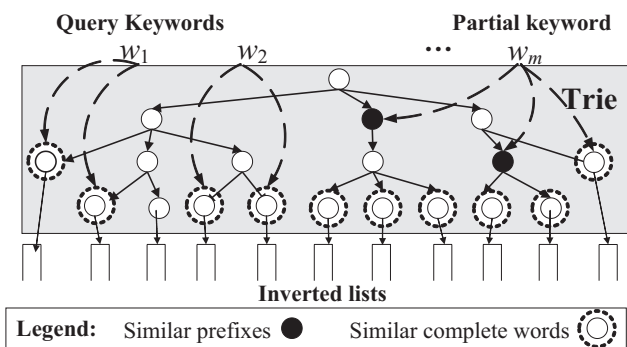 Query Keywords
Partial keyword
w1 w2 ... wm
Trie
Inverted lists
Legend: Similar prefixes Similar complete words